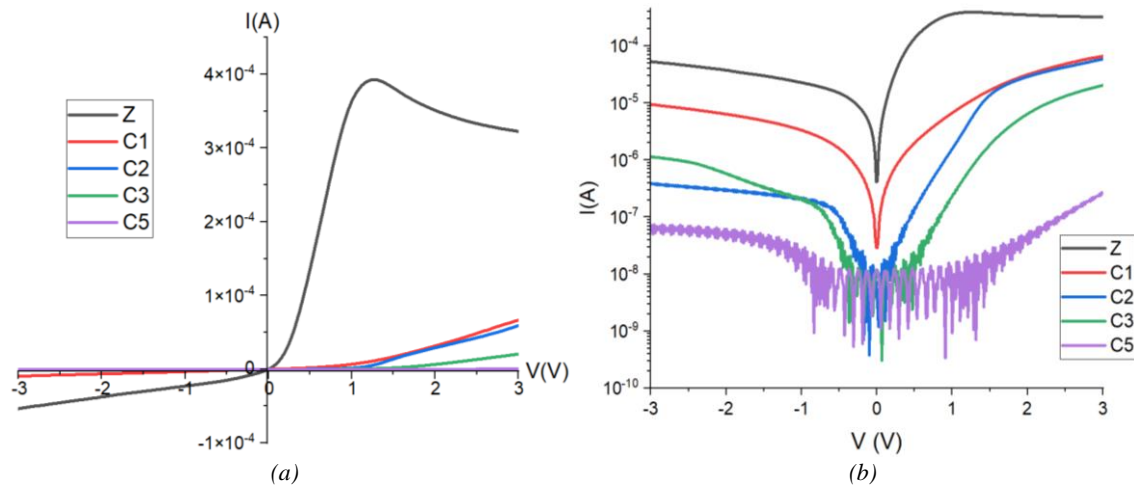 I(A)
4×10⁻⁴
3×10⁻⁴
2×10⁻⁴
1×10⁻⁴
0
-1×10⁻⁴
-3
-2
-1
0
1
2
3
V(V)
Z
C1
C2
C3
C5
(a)
I(A)
10⁻⁴
10⁻⁵
10⁻⁶
10⁻⁷
10⁻⁸
10⁻⁹
10⁻¹⁰
-3
-2
-1
0
1
2
3
V (V)
Z
C1
C2
C3
C5
(b)